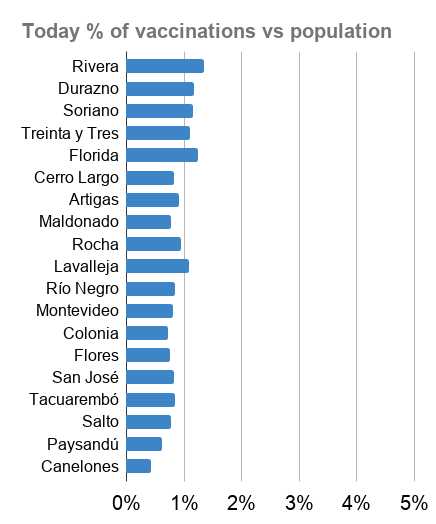 Today % of vaccinations vs population
Rivera
Durazno
Soriano
Treinta y Tres
Florida
Cerro Largo
Artigas
Maldonado
Rocha
Lavalleja
Río Negro
Montevideo
Colonia
Flores
San José
Tacuarembó
Salto
Paysandú
Canelones
0% 1% 2% 3% 4% 5%